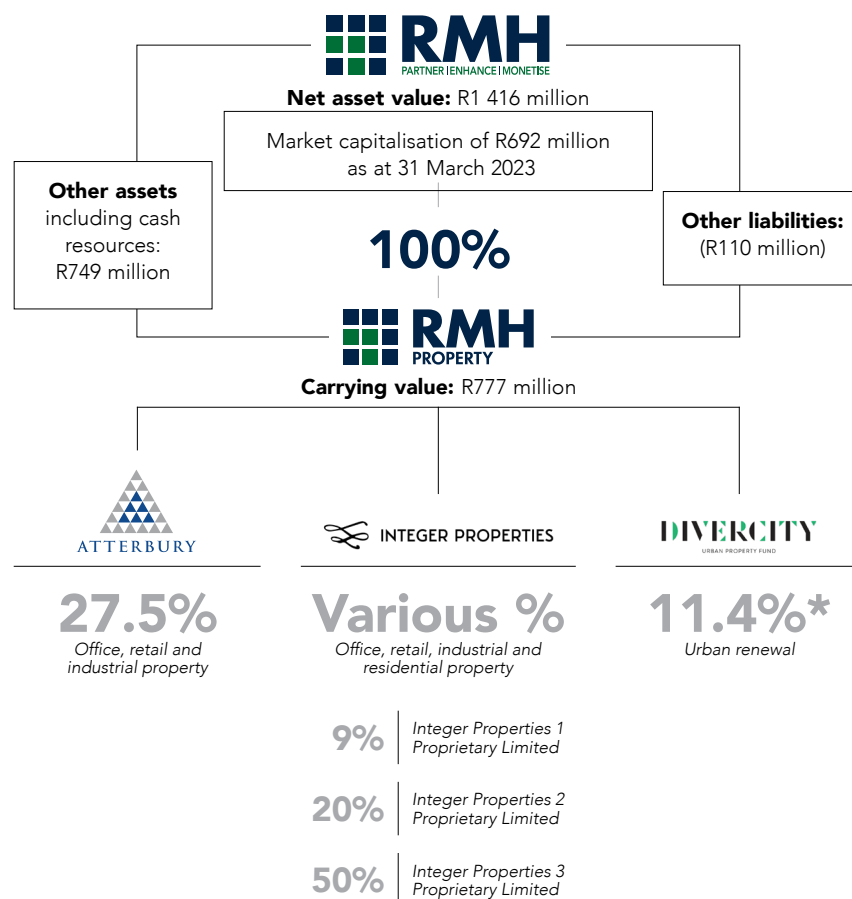 RMH
PARTNER | ENHANCE | MONETISE
Net asset value: R1 416 million
Market capitalisation of R692 million
as at 31 March 2023
Other assets
including cash
resources:
R749 million
100%
Other liabilities:
(R110 million)
RMH
PROPERTY
Carrying value: R777 million
ATTERBURY
27.5%
Office, retail and
industrial property
INTEGER PROPERTIES
Various %
Office, retail, industrial and
residential property
DIVERCITY
URBAN PROPERTY FUND
11.4%*
Urban renewal
9%
Integer Properties 1
Proprietary Limited
20%
Integer Properties 2
Proprietary Limited
50%
Integer Properties 3
Proprietary Limited